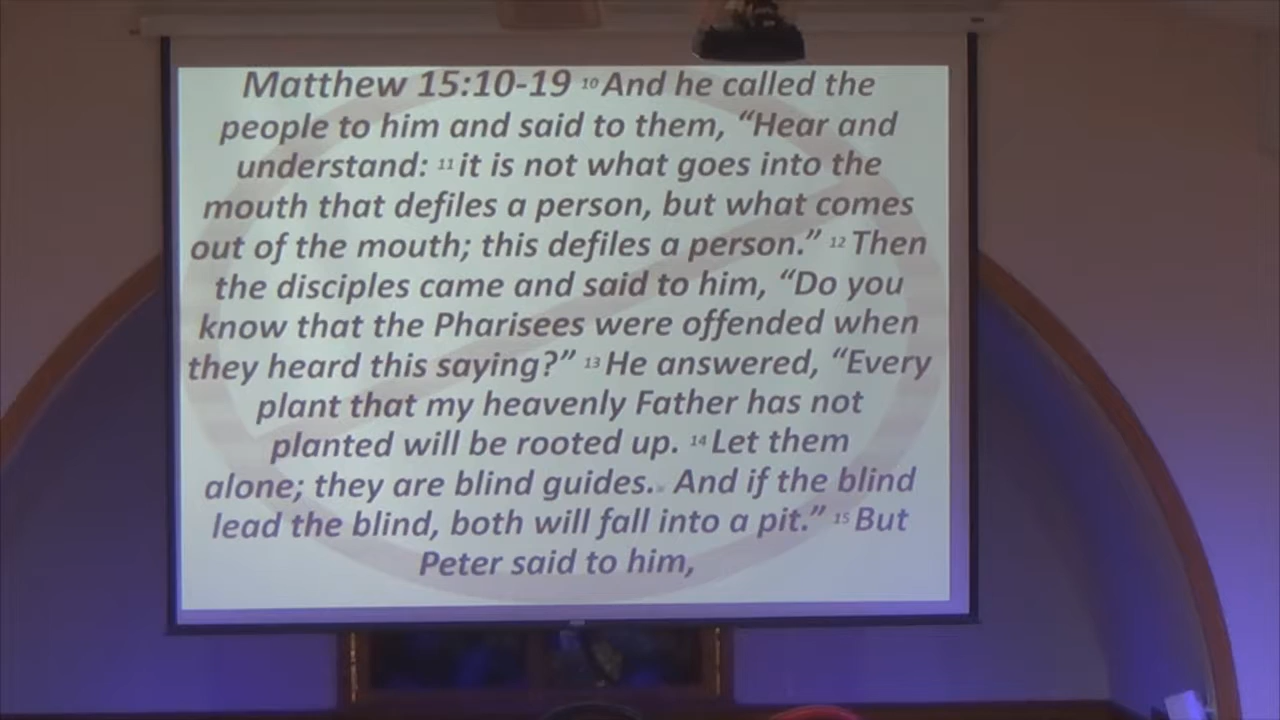 Matthew 15:10-19 10 And he called the
people to him and said to them, “Hear and
understand: 11 it is not what goes into the
mouth that defiles a person, but what comes
out of the mouth; this defiles a person.” 12 Then
the disciples came and said to him, “Do you
know that the Pharisees were offended when
they heard this saying?” 13 He answered, “Every
plant that my heavenly Father has not
planted will be rooted up. 14 Let them
alone; they are blind guides. And if the blind
lead the blind, both will fall into a pit.” 15 But
Peter said to him,